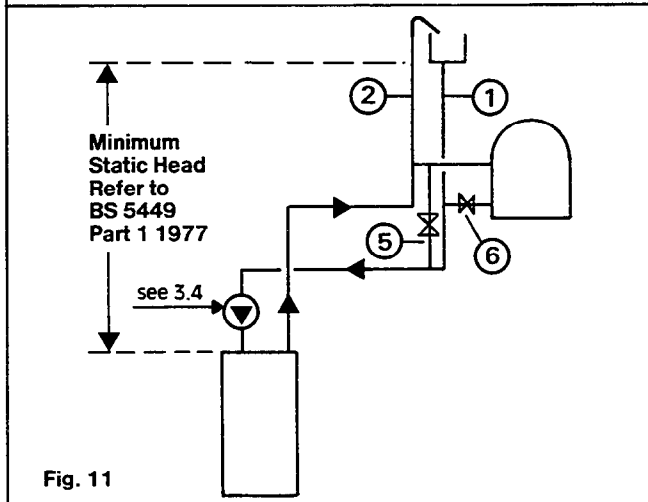 2
1
Minimum
Static Head
Refer to
BS 5449
Part 1 1977
5
6
see 3.4
Fig. 11